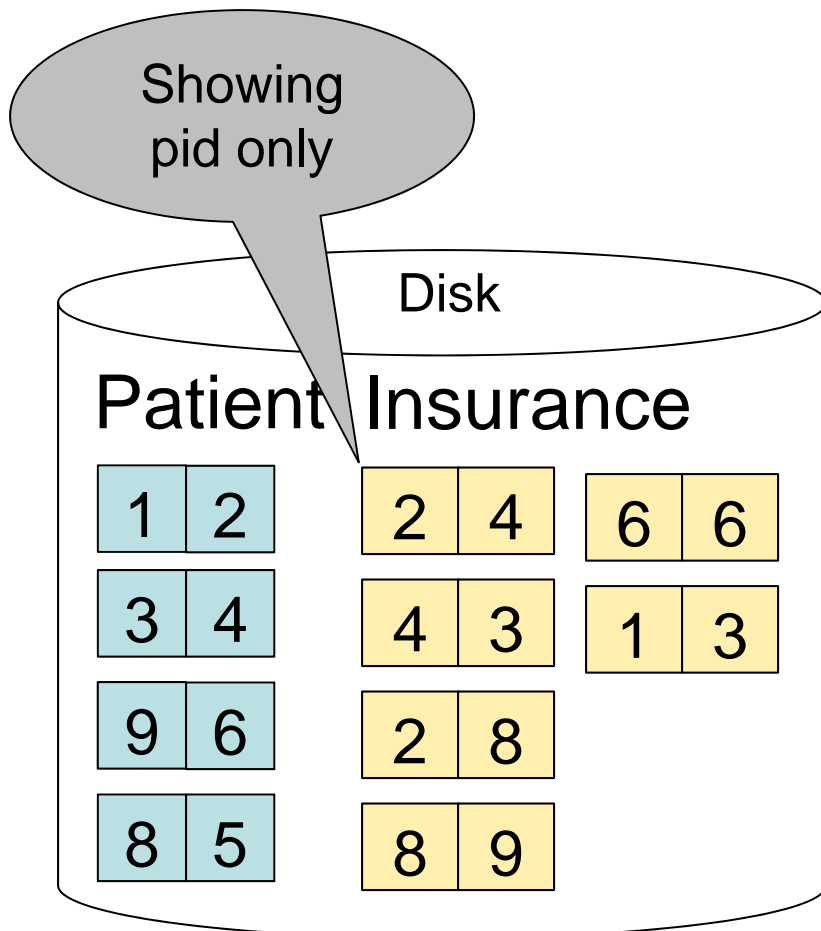 Showing
pid only
Disk
Patient Insurance
1 2 2 4 6 6
3 4 4 3 1 3
9 6 2 8
8 5 8 9